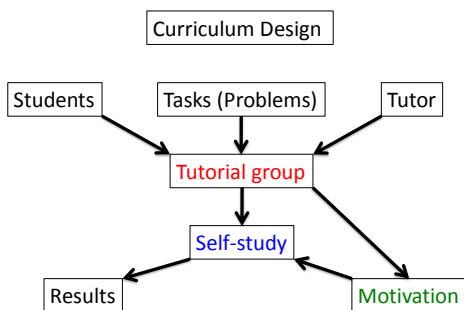 Curriculum Design
Students
Tasks (Problems)
Tutor
Tutorial group
Self-study
Results
Motivation